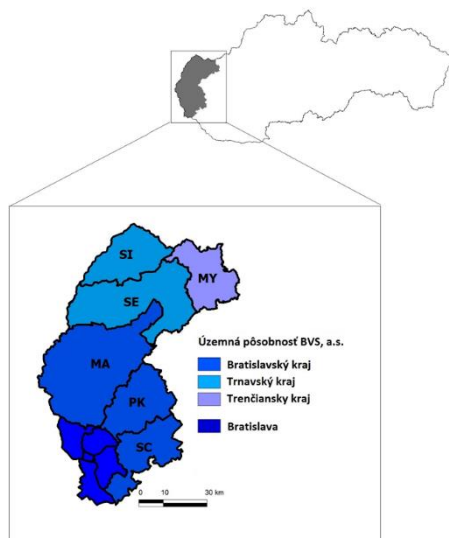 SI
MY
SE
Územná pôsobnosť BVS, a.s.
Bratislavský kraj
MA
Trnavský kraj
PK
Trenčiansky kraj
Bratislava
SC
0 10 30 km